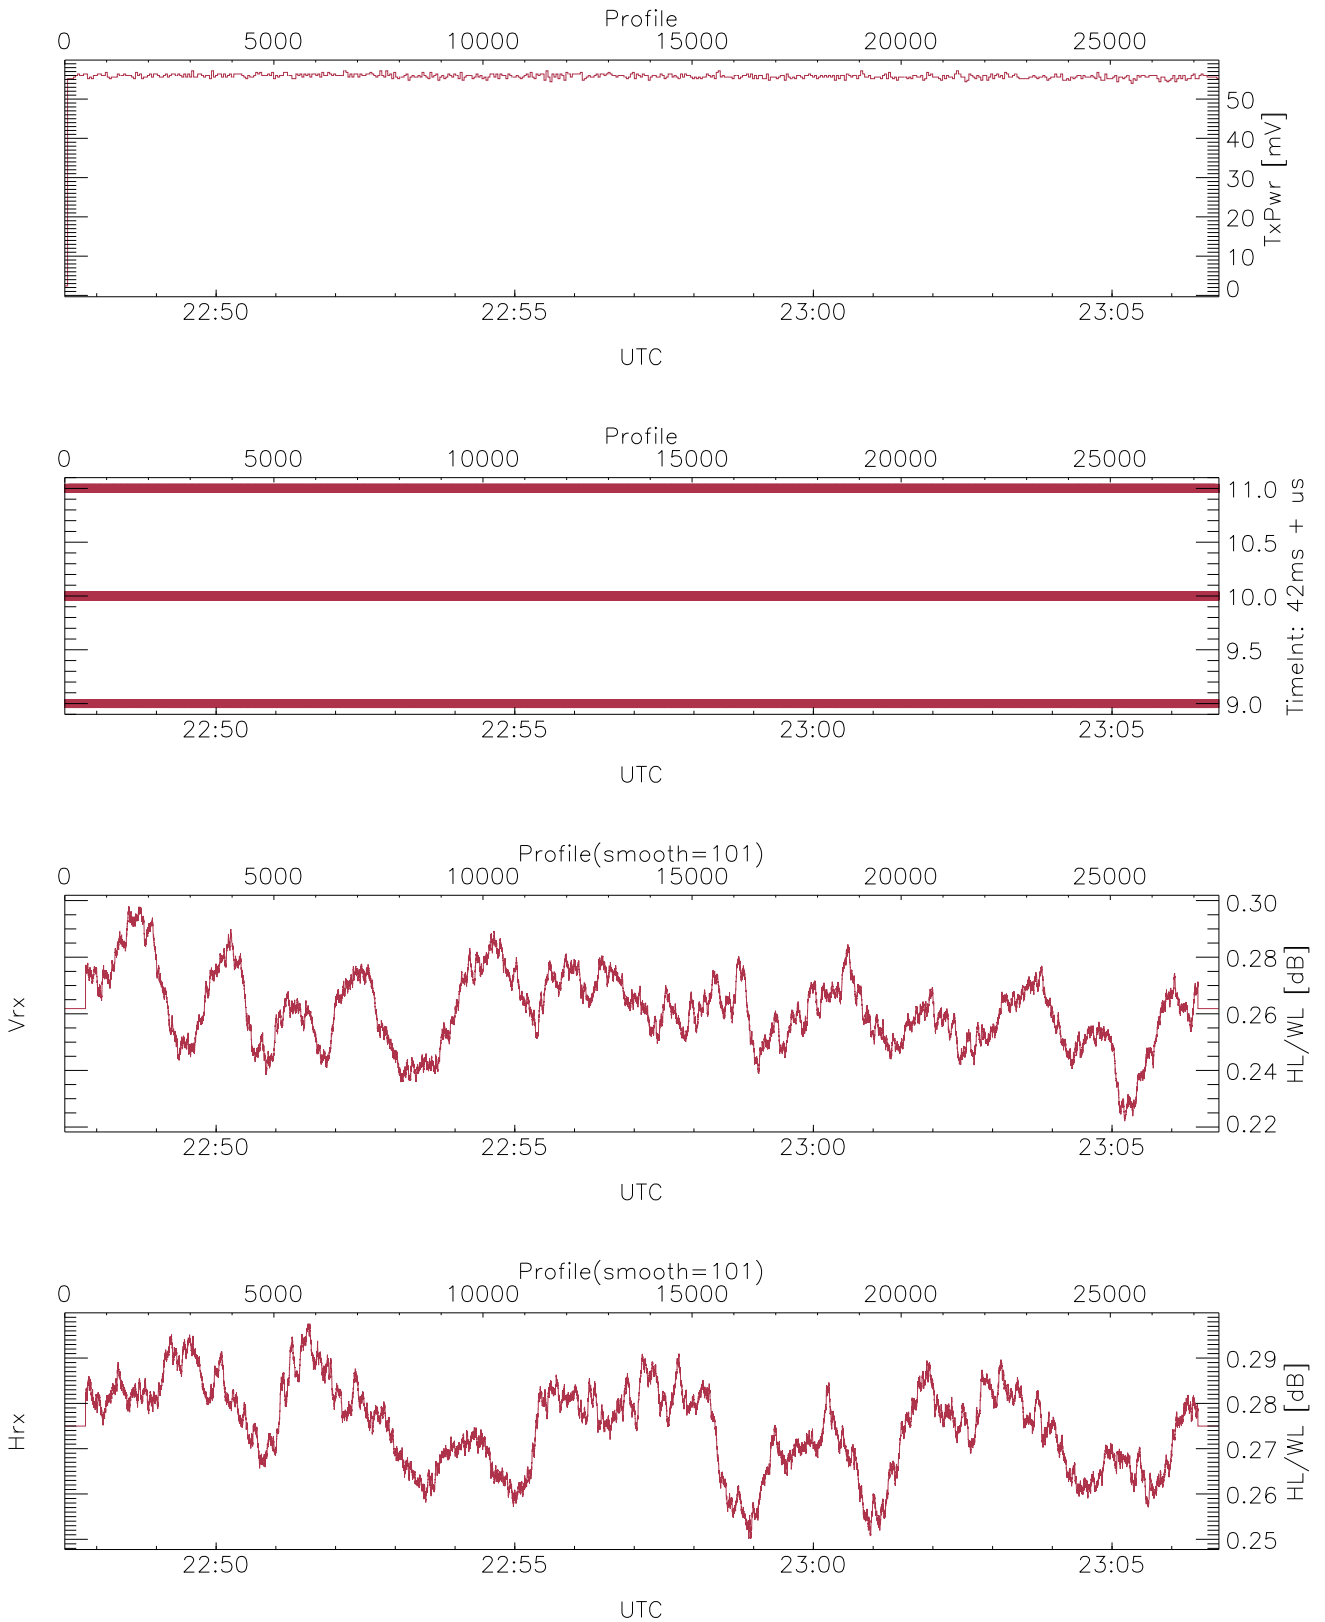 Profile
0 5000 10000 15000 20000 25000
50
40
30
20
10
0
TxPwr [mV]
22:50 22:55 23:00 23:05
UTC
Profile
0 5000 10000 15000 20000 25000
11.0
10.5
10.0
9.5
9.0
TimeInt: 42ms + us
22:50 22:55 23:00 23:05
UTC
Profile(smooth=101)
0 5000 10000 15000 20000 25000
Vrx
0.30
0.28
0.26
0.24
0.22
HL/WL [dB]
22:50 22:55 23:00 23:05
UTC
Profile(smooth=101)
0 5000 10000 15000 20000 25000
Hrx
0.29
0.28
0.27
0.26
0.25
HL/WL [dB]
22:50 22:55 23:00 23:05
UTC